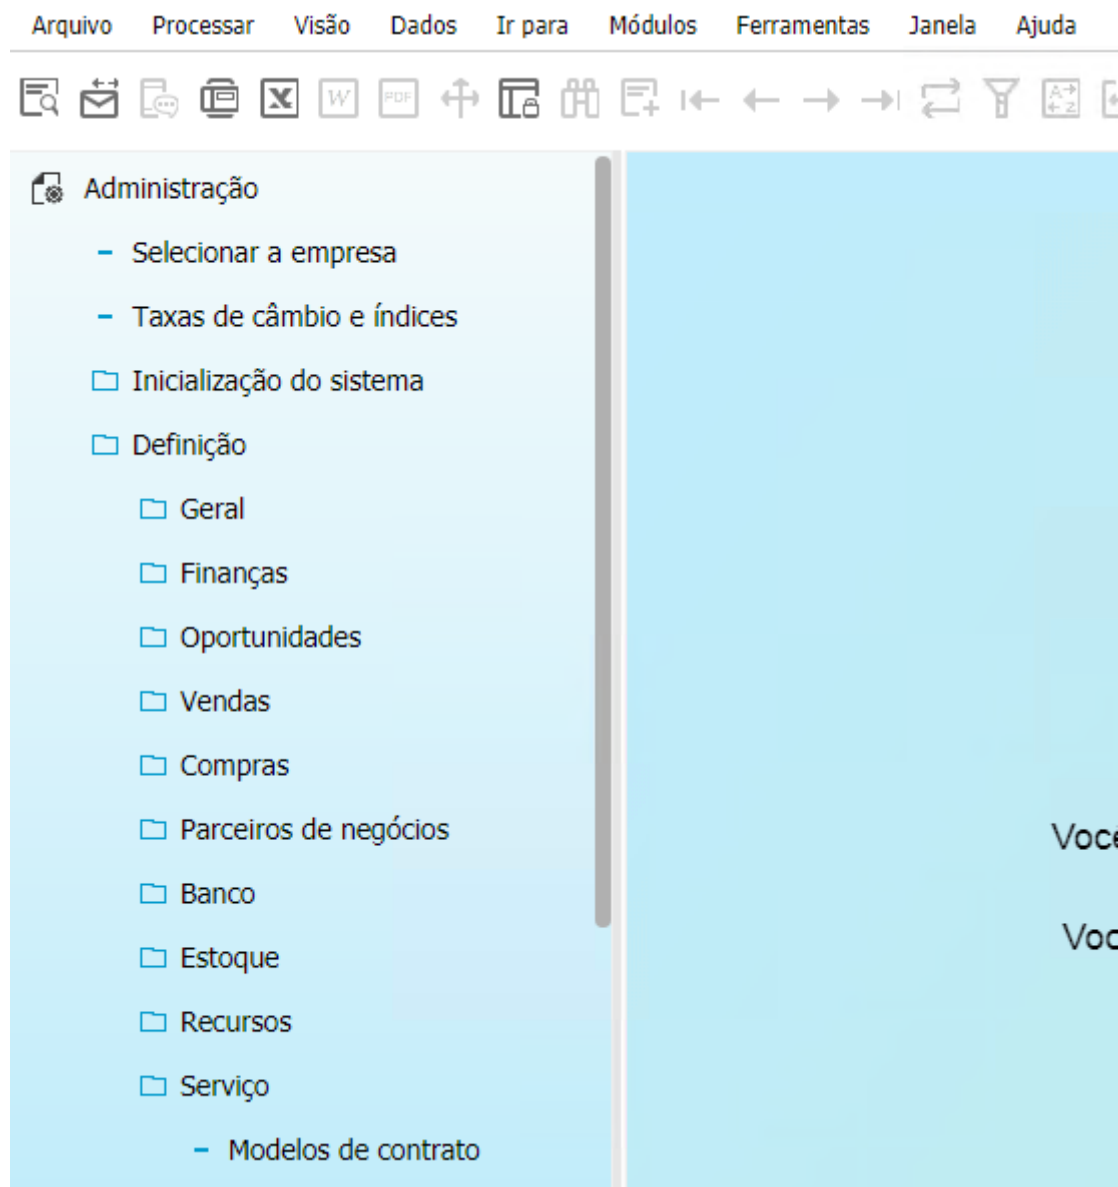 Arquivo Processar Visão Dados Ir para Módulos Ferramentas Janela Ajuda
W PDF A Z
Administração
Selecionar a empresa
Taxas de câmbio e índices
Inicialização do sistema
Definição
Geral
Finanças
Oportunidades
Vendas
Compras
Parceiros de negócios
Banco
Estoque
Recursos
Serviço
Modelos de contrato